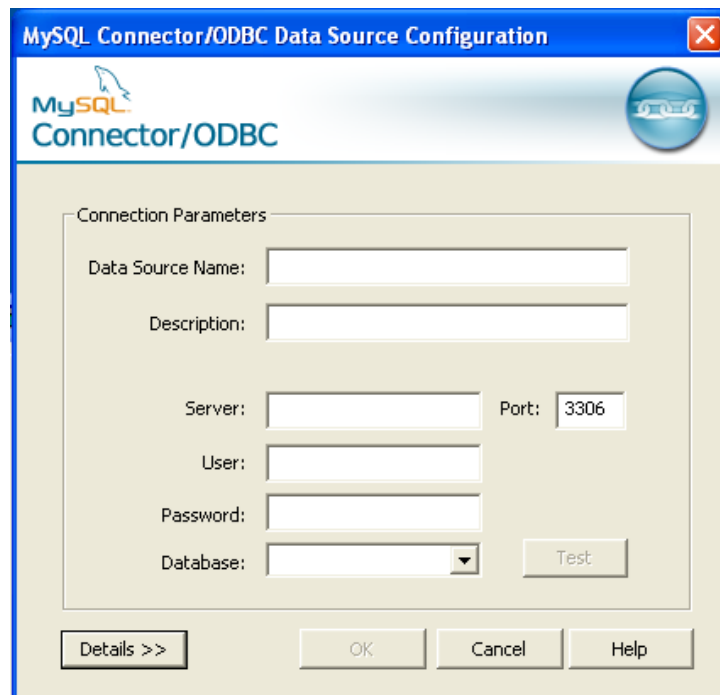 MySQL Connector/ODBC Data Source Configuration
MySQL
Connector/ODBC
Connection Parameters
Data Source Name:
Description:
Server:
Port: 3306
User:
Password:
Database:
Test
Details >>
OK
Cancel
Help